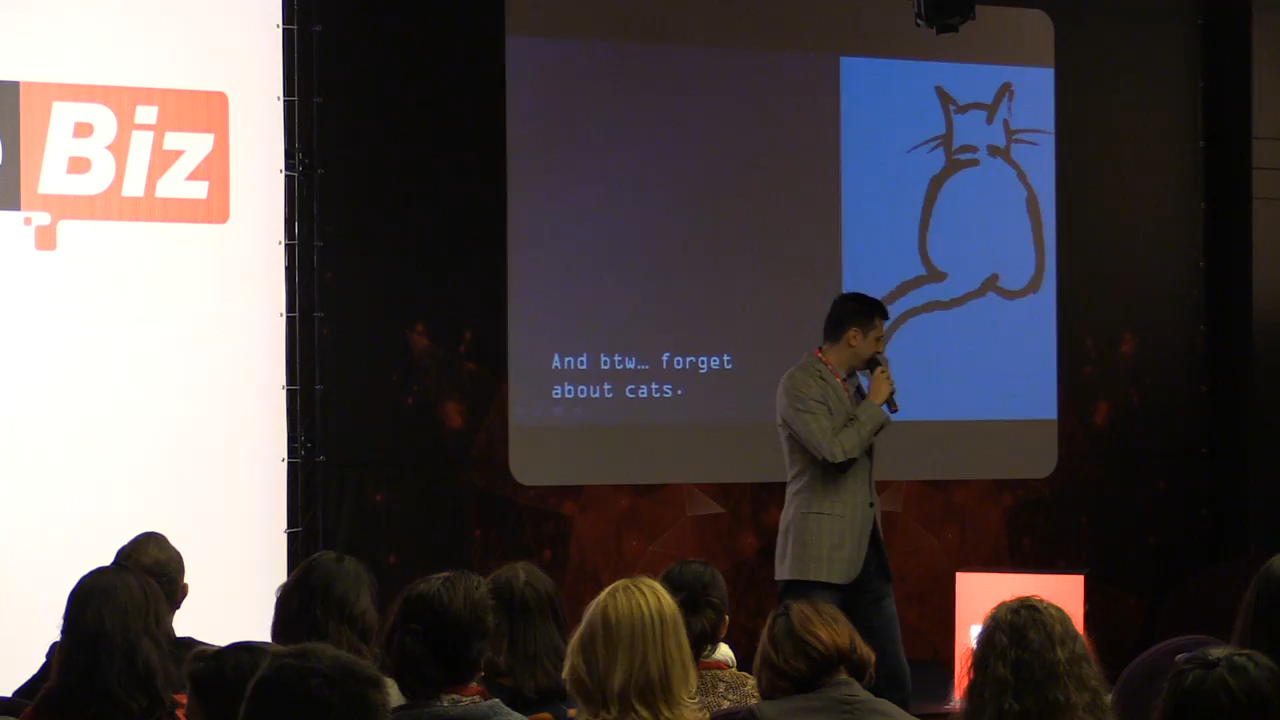 Biz
And btw… forget
about cats.